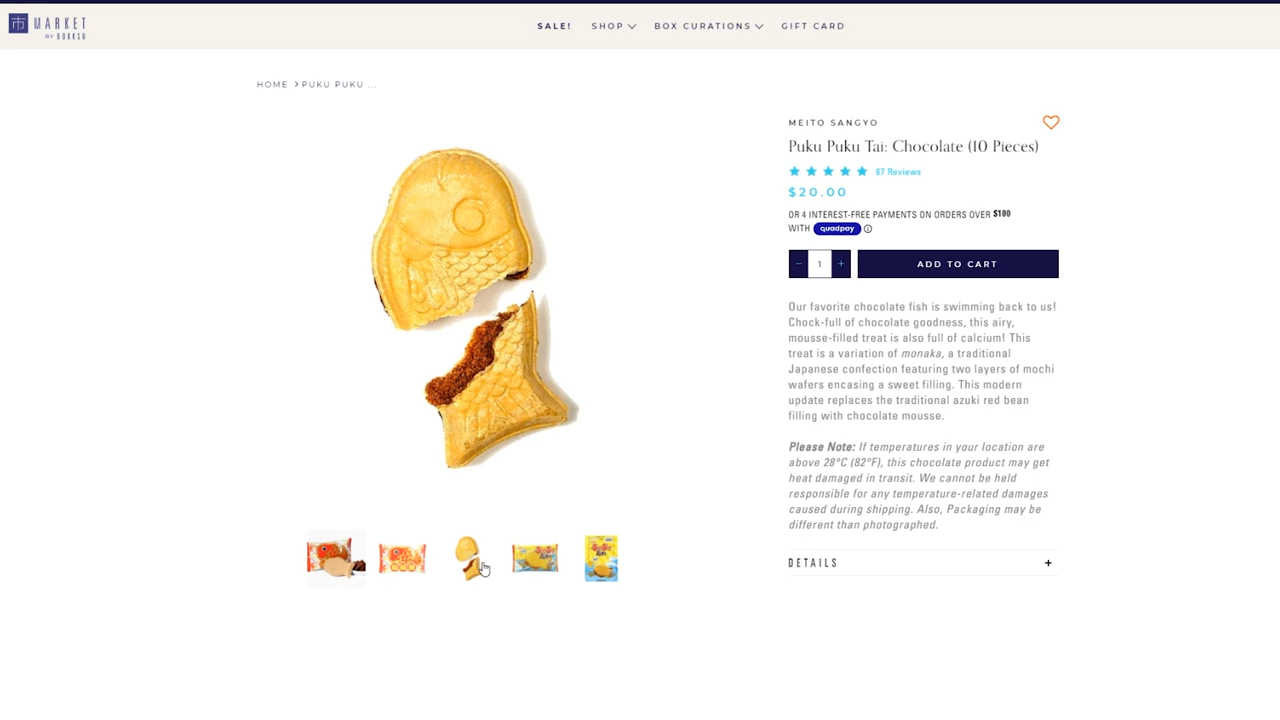 市 MARKET
BY BOKKSU
SALE!
SHOP
BOX CURATIONS
GIFT CARD
HOME > PUKU PUKU ...
MEITO SANGYO
Puku Puku Tai: Chocolate (10 Pieces)
67 Reviews
$20.00
OR 4 INTEREST-FREE PAYMENTS ON ORDERS OVER $100
WITH quadpay
− 1 +
ADD TO CART
Our favorite chocolate fish is swimming back to us!
Chock-full of chocolate goodness, this airy,
mousse-filled treat is also full of calcium! This
treat is a variation of monaka, a traditional
Japanese confection featuring two layers of mochi
wafers encasing a sweet filling. This modern
update replaces the traditional azuki red bean
filling with chocolate mousse.
Please Note: If temperatures in your location are
above 28°C (82°F), this chocolate product may get
heat damaged in transit. We cannot be held
responsible for any temperature-related damages
caused during shipping. Also, Packaging may be
different than photographed.
DETAILS +